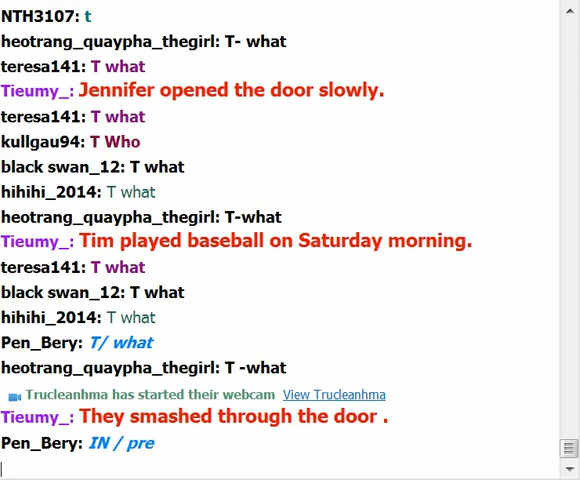 NTH3107: t
heotrang_quaypha_thegirl: T- what
teresa141: T what
Tieumy_: Jennifer opened the door slowly.
teresa141: T what
kullgau94: T Who
black swan_12: T what
hihihi_2014: T what
heotrang_quaypha_thegirl: T-what
Tieumy_: Tim played baseball on Saturday morning.
teresa141: T what
black swan_12: T what
hihihi_2014: T what
Pen_Bery: T/ what
heotrang_quaypha_thegirl: T -what
Trucleanhma has started their webcam View Trucleanhma
Tieumy_: They smashed through the door .
Pen_Bery: IN / pre